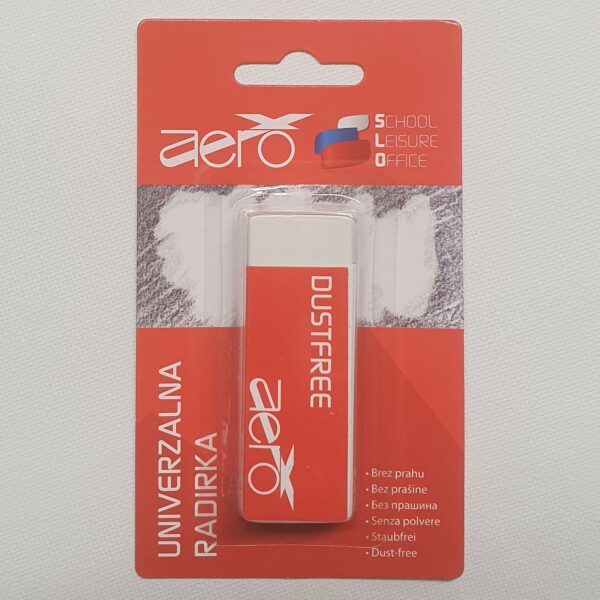 aero
SCHOOL
LEISURE
OFFICE
DUSTFREE
aero
UNIVERZALNA
RADIRKA
• Brez prahu
• Bez prašine
• Без прашина
• Senza polvere
• Staubfrei
• Dust-free